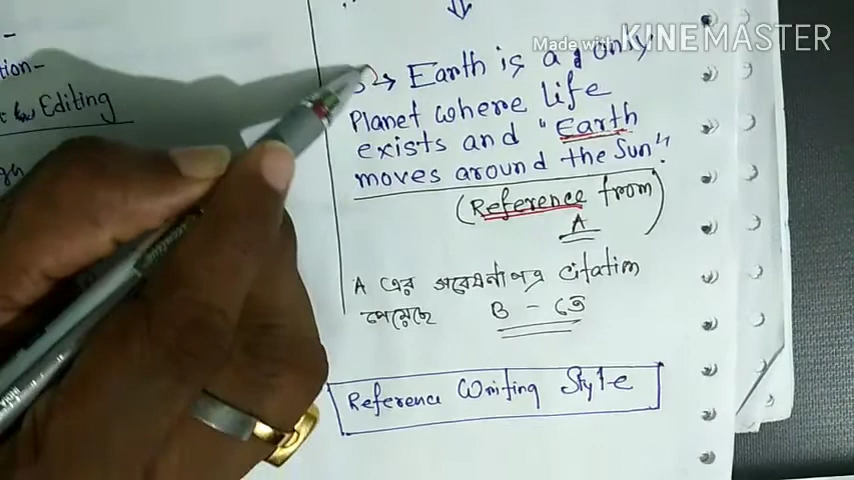 Made with KINEMASTER
tion-
Editing
→ Earth is a only
Planet where life
exists and "Earth
moves around the Sun".
(Reference from
A
A এর গবেষণা পত্র citation
পেয়েছে B - তে
Reference Writing Style